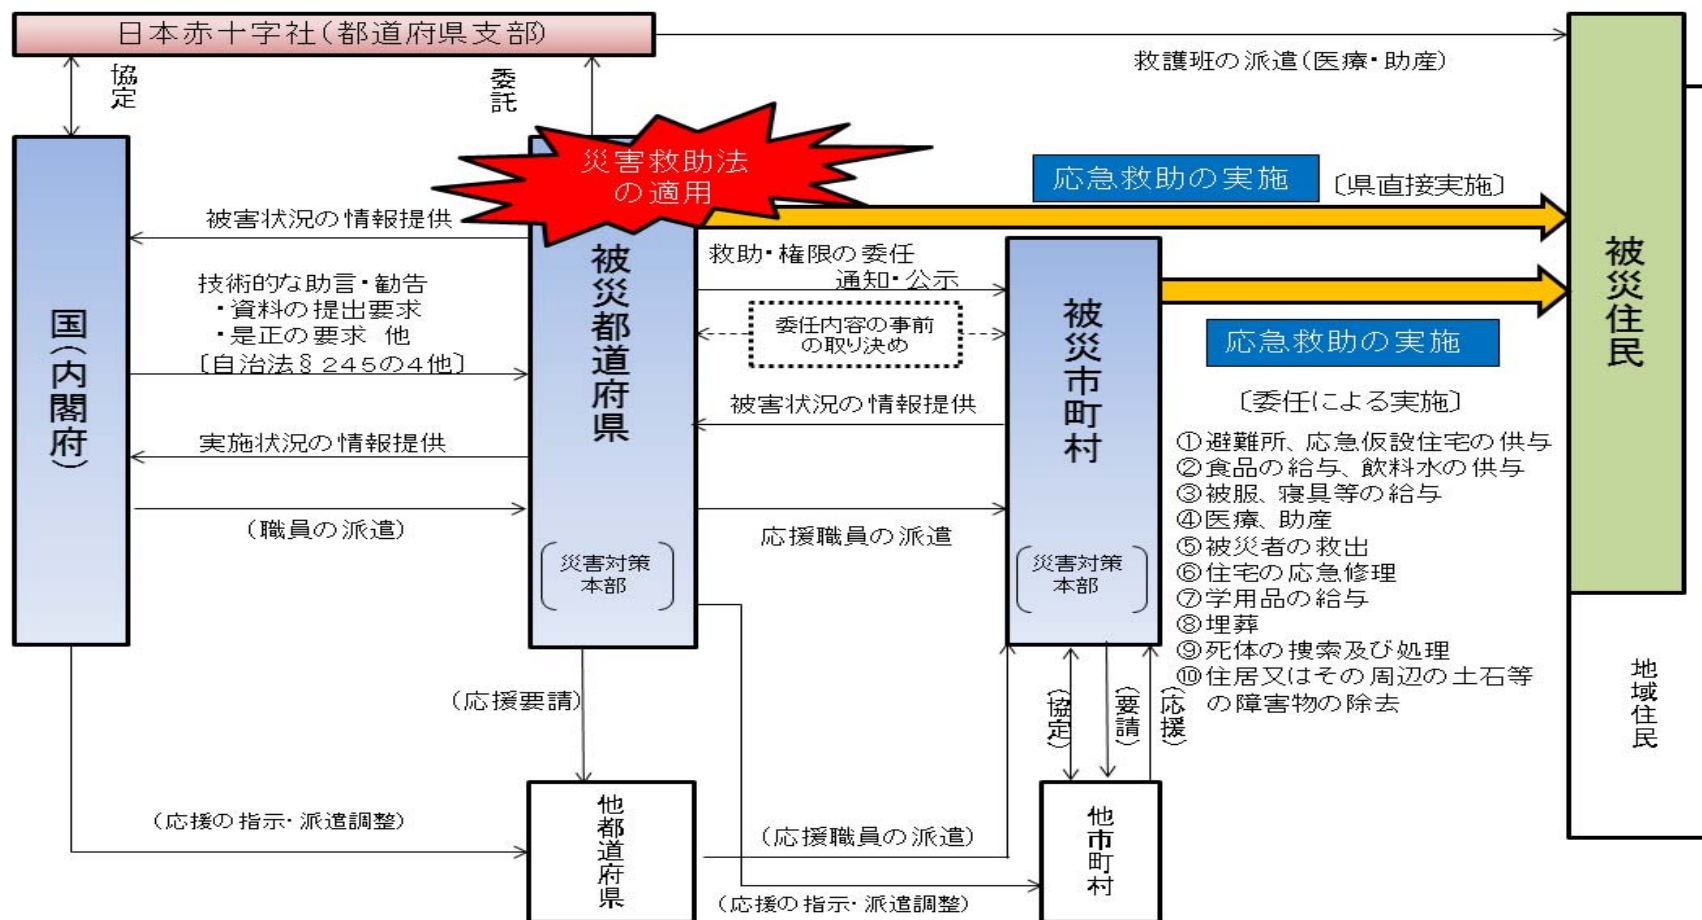 日本赤十字社(都道府県支部)
救護班の派遣(医療・助産)
協定
委託
災害救助法
の適用
応急救助の実施
〔県直接実施〕
被害状況の情報提供
技術的な助言・勧告
・資料の提出要求
・是正の要求 他
〔自治法§245の4他〕
実施状況の情報提供
(職員の派遣)
国(内閣府)
被災都道府県
災害対策
本部
救助・権限の委任
通知・公示
委任内容の事前
の取り決め
被害状況の情報提供
応援職員の派遣
被災市町村
災害対策
本部
応急救助の実施
〔委任による実施〕
①避難所、応急仮設住宅の供与
②食品の給与、飲料水の供与
③被服、寝具等の給与
④医療、助産
⑤被災者の救出
⑥住宅の応急修理
⑦学用品の給与
⑧埋葬
⑨死体の捜索及び処理
⑩住居又はその周辺の土石等
の障害物の除去
被災住民
地域住民
(応援要請)
(協定)
(要請)
(応援)
(応援の指示・派遣調整)
他都道府県
(応援職員の派遣)
(応援の指示・派遣調整)
他市町村